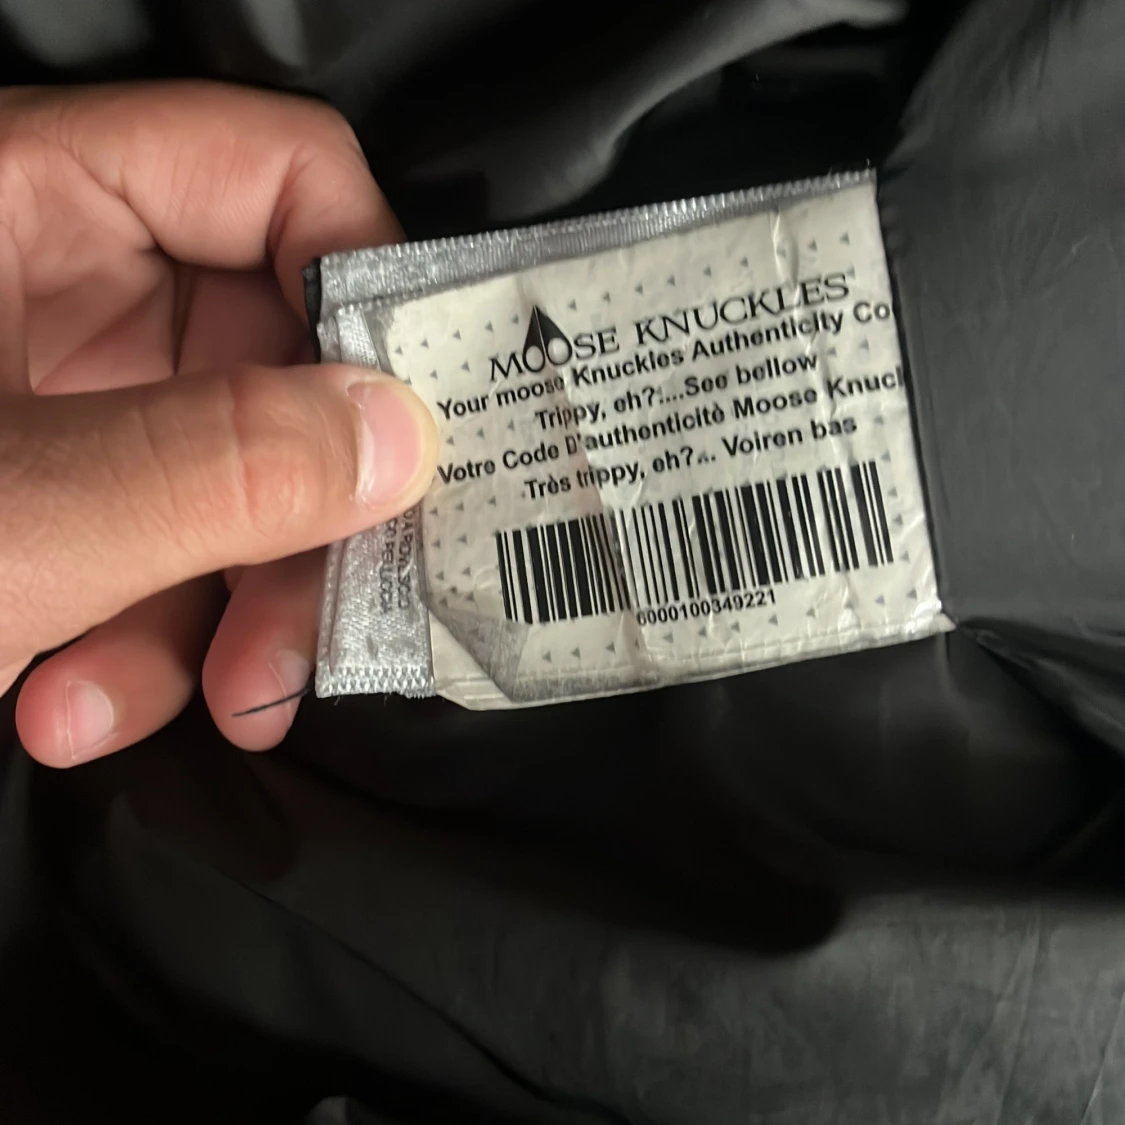 MOOSE KNUCKLES
Your moose Knuckles Authenticity Co
Trippy, eh?....See bellow
Votre Code D'authenticitè Moose Knucl
Très trippy, eh?... Voiren bas
6000100349221